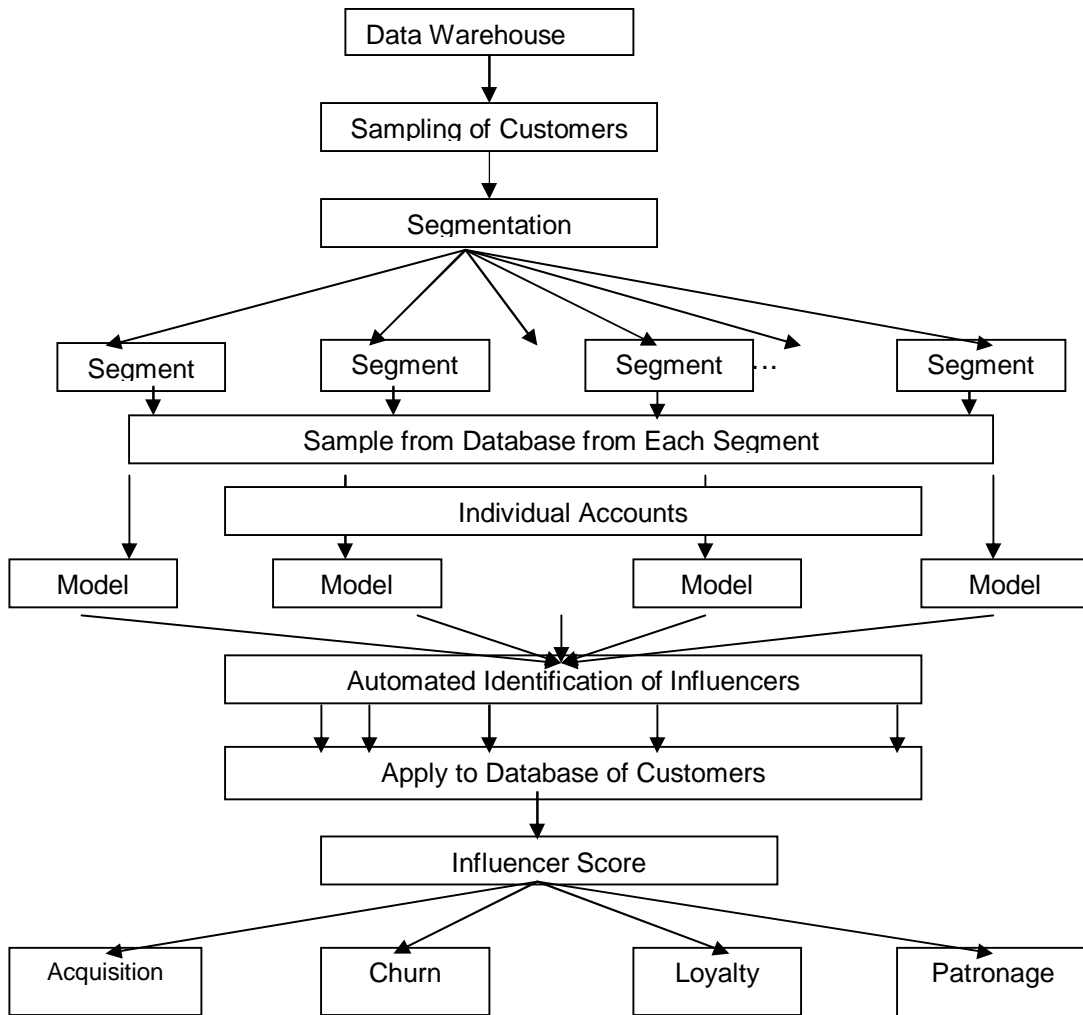 Data Warehouse
Sampling of Customers
Segmentation
Segment Segment Segment ... Segment
Sample from Database from Each Segment
Individual Accounts
Model Model Model Model
Automated Identification of Influencers
Apply to Database of Customers
Influencer Score
Acquisition Churn Loyalty Patronage